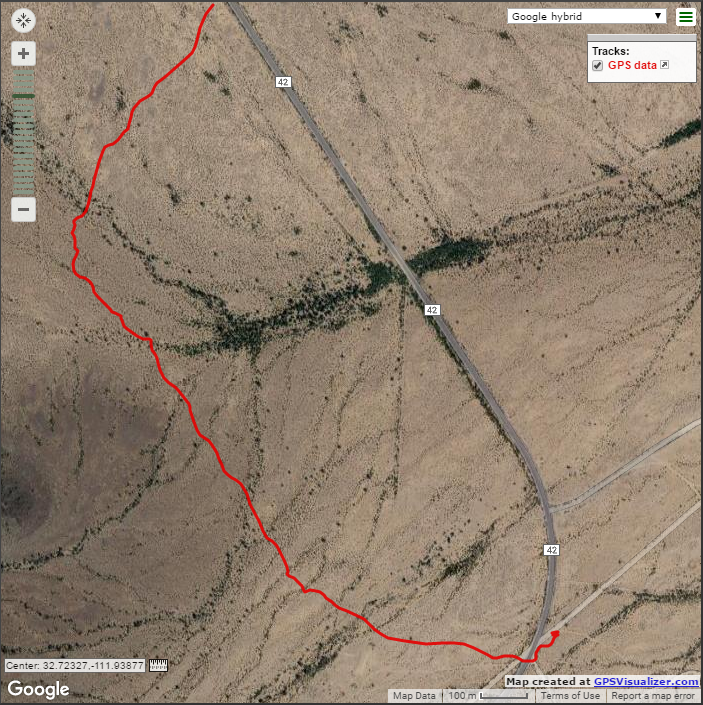 Google hybrid ▼
Tracks:
GPS data
42
42
42
Center: 32.72327,-111.93877
Map created at GPSVisualizer.com
Google
Map Data 100 m Terms of Use Report a map error